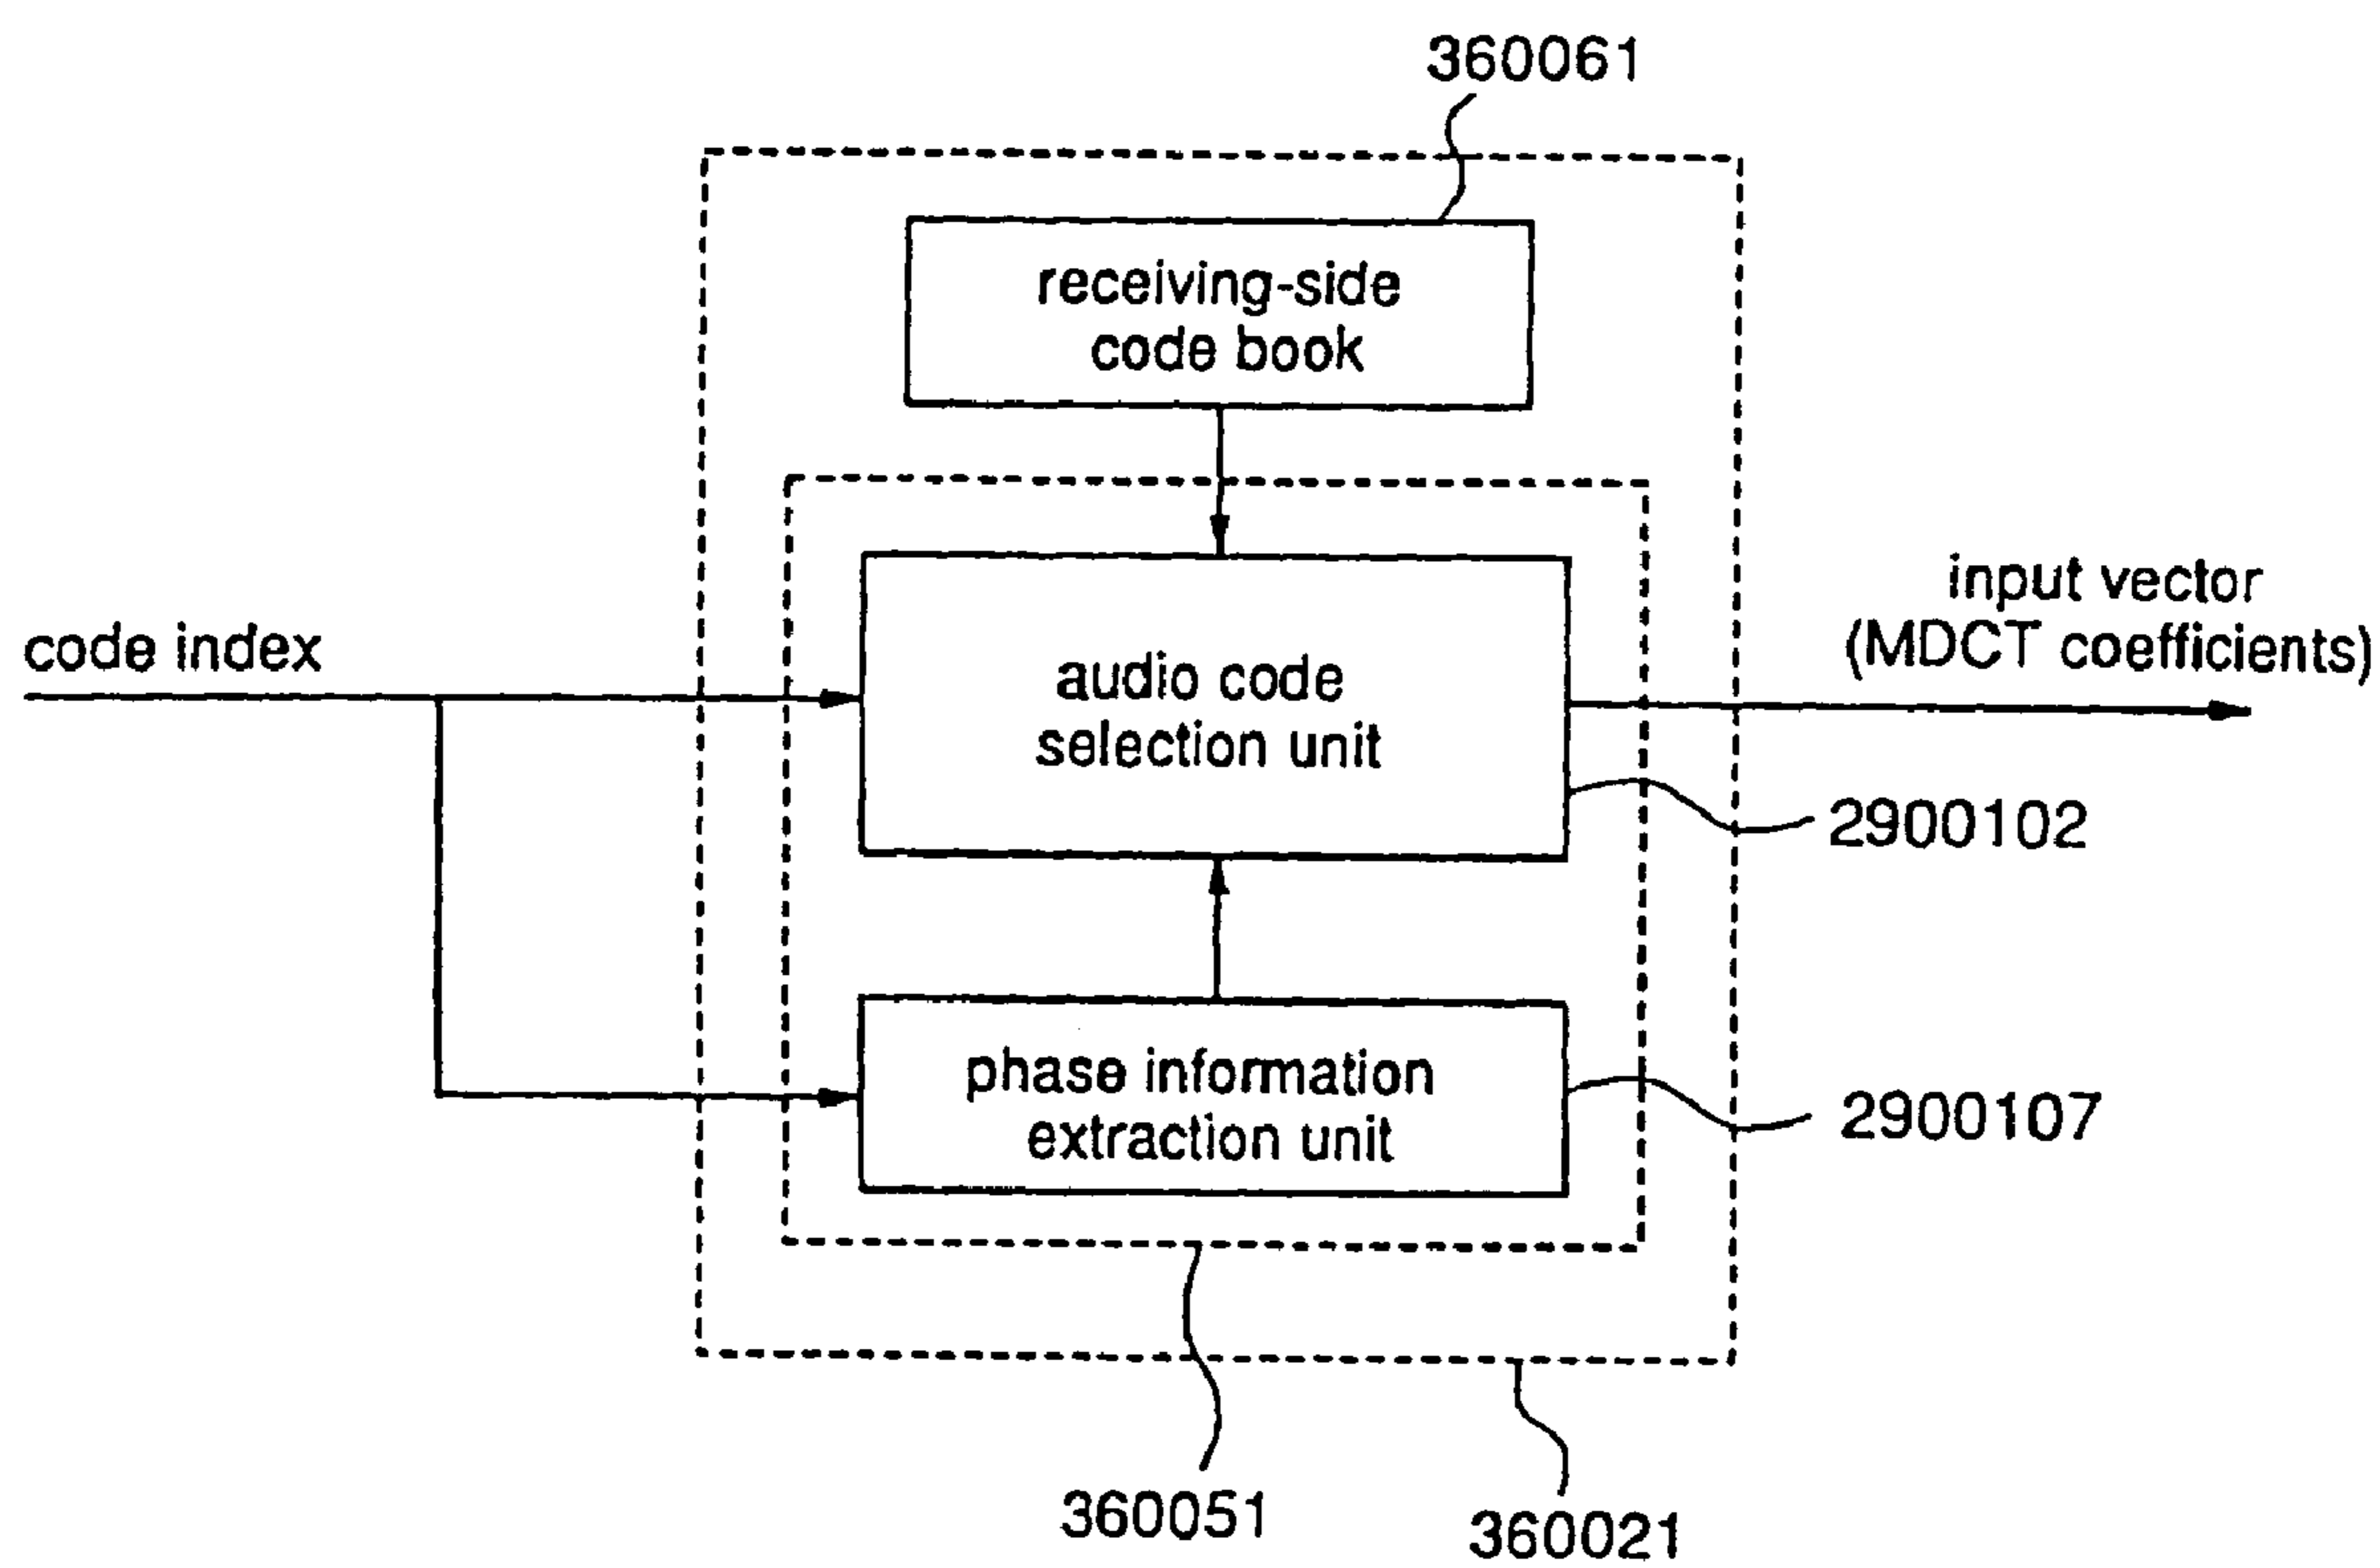 360061
receiving-side
code book
code index
audio code
selection unit
input vector
(MDCT coefficients)
2900102
phase information
extraction unit
2900107
360051
360021